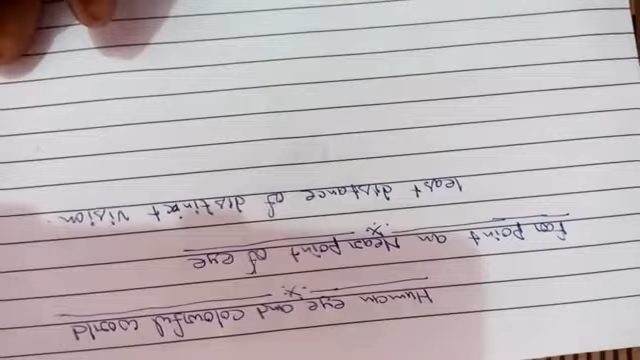 Human eye and colourful world
Far point an Near point of eye
least distance of distinct vision.